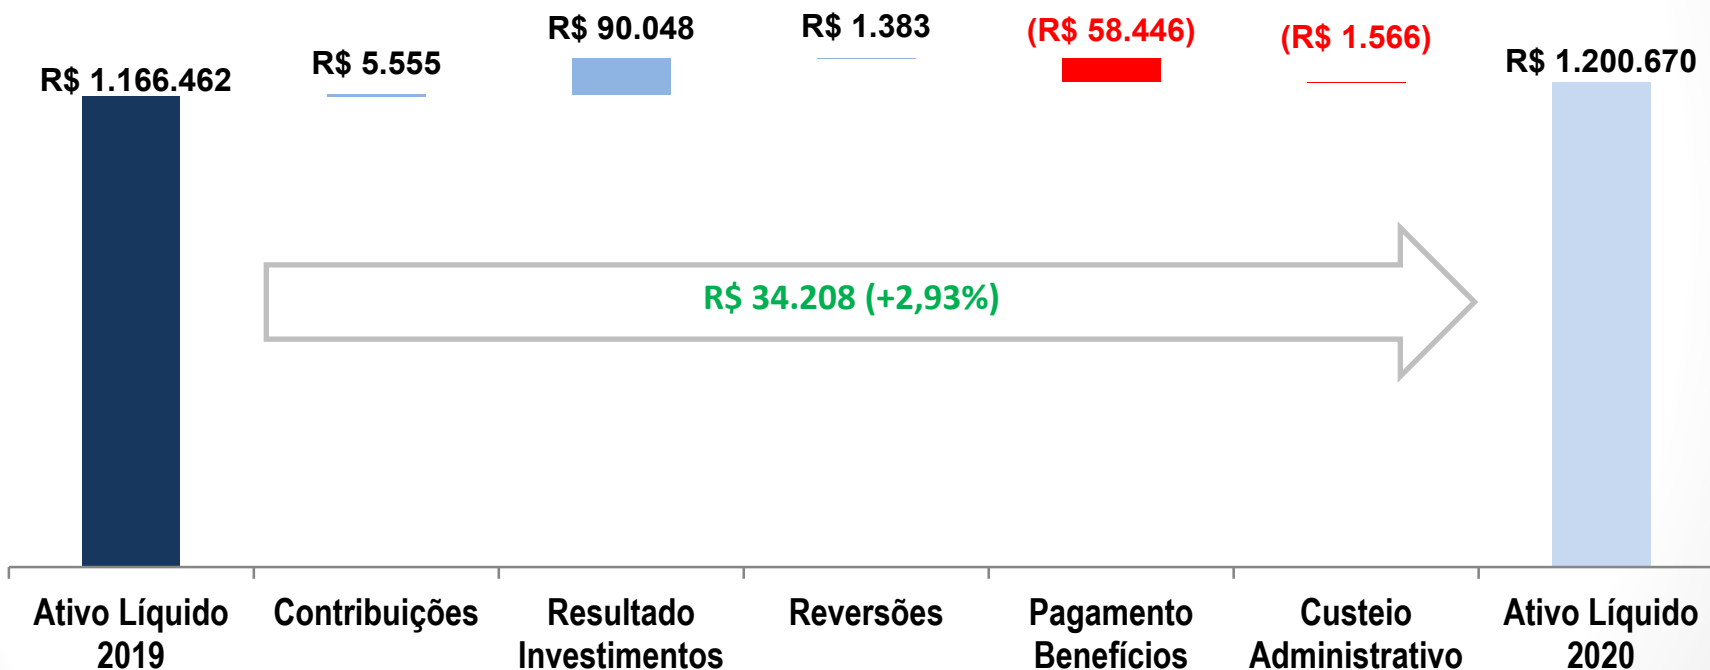 R$ 1.166.462
R$ 5.555
R$ 90.048
R$ 1.383
(R$ 58.446)
(R$ 1.566)
R$ 1.200.670
R$ 34.208 (+2,93%)
Ativo Líquido
2019
Contribuições
Resultado
Investimentos
Reversões
Pagamento
Benefícios
Custeio
Administrativo
Ativo Líquido
2020